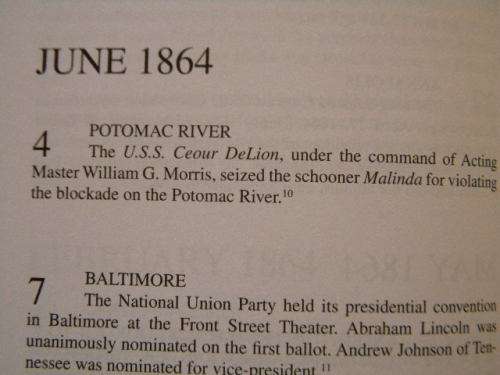 JUNE 1864
4 POTOMAC RIVER
The U.S.S. Ceour DeLion, under the command of Acting
Master William G. Morris, seized the schooner Malinda for violating
the blockade on the Potomac River.10
7 BALTIMORE
The National Union Party held its presidential convention
in Baltimore at the Front Street Theater. Abraham Lincoln was
unanimously nominated on the first ballot. Andrew Johnson of Ten-
nessee was nominated for vice-president.11